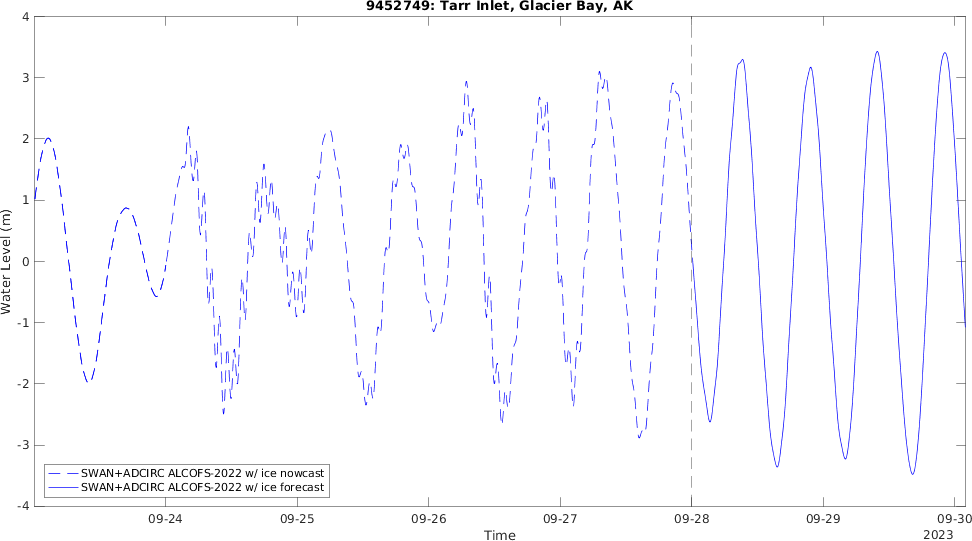 9452749: Tarr Inlet, Glacier Bay, AK
4
3
2
1
0
-1
-2
-3
-4
Water Level (m)
SWAN+ADCIRC ALCOFS-2022 w/ ice nowcast
SWAN+ADCIRC ALCOFS-2022 w/ ice forecast
09-24 09-25 09-26 09-27 09-28 09-29 09-30
Time
2023